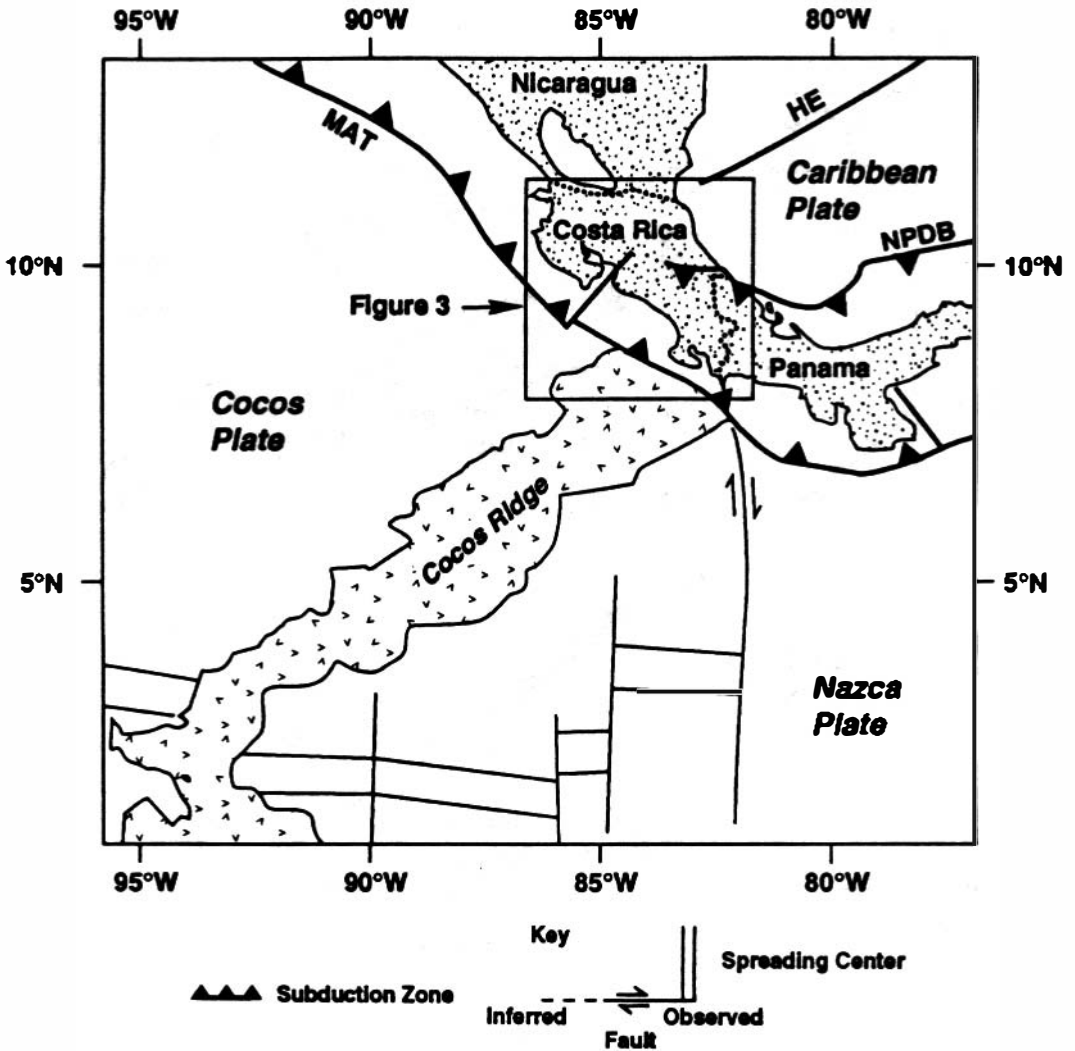 95°W 90°W 85°W 80°W
Nicaragua
HE
MAT
Caribbean
Plate
Costa Rica
NPDB
10°N
10°N
Figure 3
Panama
Cocos
Plate
Cocos Ridge
5°N
5°N
Nazca
Plate
95°W 90°W 85°W 80°W
Key
Spreading Center
Subduction Zone
Inferred Observed
Fault